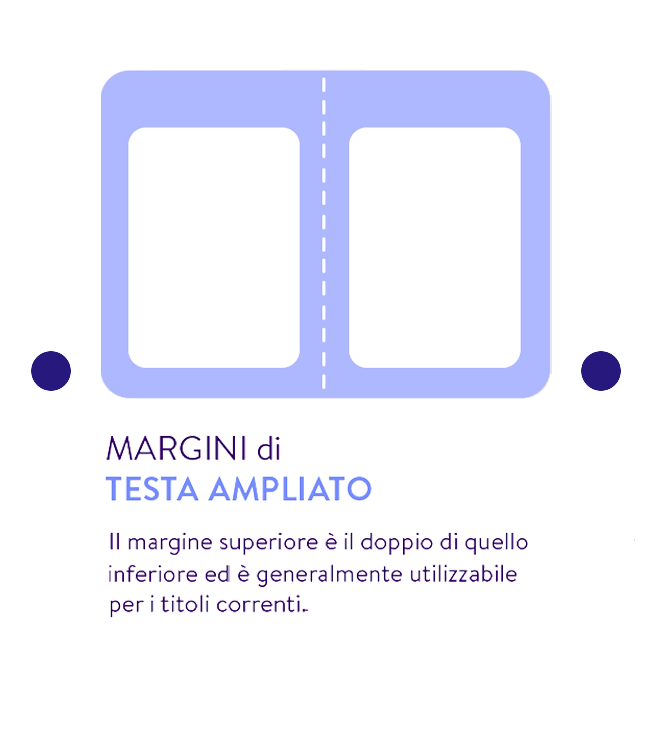 MARGINI di
TESTA AMPLIATO
Il margine superiore è il doppio di quello
inferiore ed è generalmente utilizzabile
per i titoli correnti.